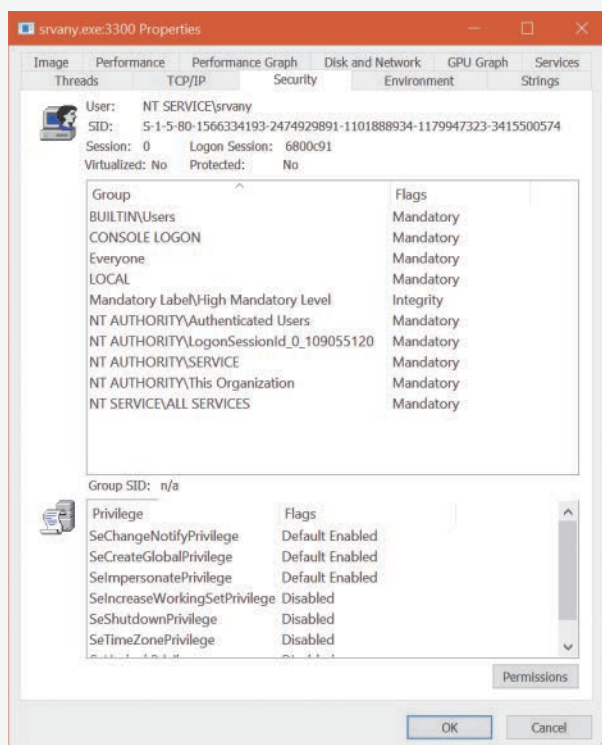 srvany.exe:3300 Properties
Image Performance Performance Graph Disk and Network GPU Graph Services
Threads TCP/IP Security Environment Strings
User: NT SERVICE\srvany
SID: S-1-5-80-1566334193-2474929891-1101888934-1179947323-3415500574
Session: 0 Logon Session: 6800c91
Virtualized: No Protected: No
Group Flags
BUILTIN\Users Mandatory
CONSOLE LOGON Mandatory
Everyone Mandatory
LOCAL Mandatory
Mandatory Label\High Mandatory Level Integrity
NT AUTHORITY\Authenticated Users Mandatory
NT AUTHORITY\LogonSessionId_0_109055120 Mandatory
NT AUTHORITY\SERVICE Mandatory
NT AUTHORITY\This Organization Mandatory
NT SERVICE\ALL SERVICES Mandatory
Group SID: n/a
Privilege Flags
SeChangeNotifyPrivilege Default Enabled
SeCreateGlobalPrivilege Default Enabled
SeImpersonatePrivilege Default Enabled
SeIncreaseWorkingSetPrivilege Disabled
SeShutdownPrivilege Disabled
SeTimeZonePrivilege Disabled
Permissions
OK Cancel